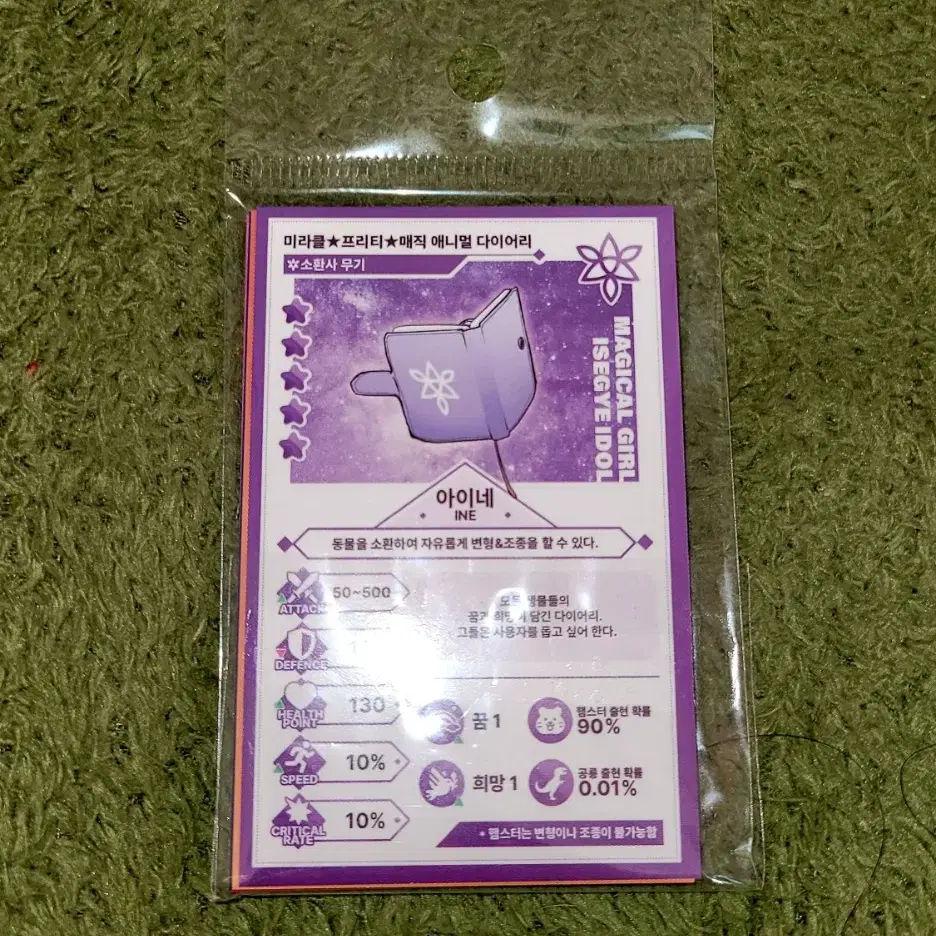 미라클★프리티★매직 애니멀 다이어리
✡소환사 무기
MAGICAL GIRL
ISEGYE IDOL
아이네
INE
동물을 소환하여 자유롭게 변형&조종을 할 수 있다.
ATTACK 50~500
모든 생물들의
꿈과 희망이 담긴 다이어리.
그들은 사용자를 돕고 싶어 한다.
DEFENCE
HEALTH POINT 130
꿈 1
햄스터 출현 확률
90%
SPEED 10%
희망 1
공룡 출현 확률
0.01%
CRITICAL RATE 10%
• 햄스터는 변형이나 조종이 불가능함